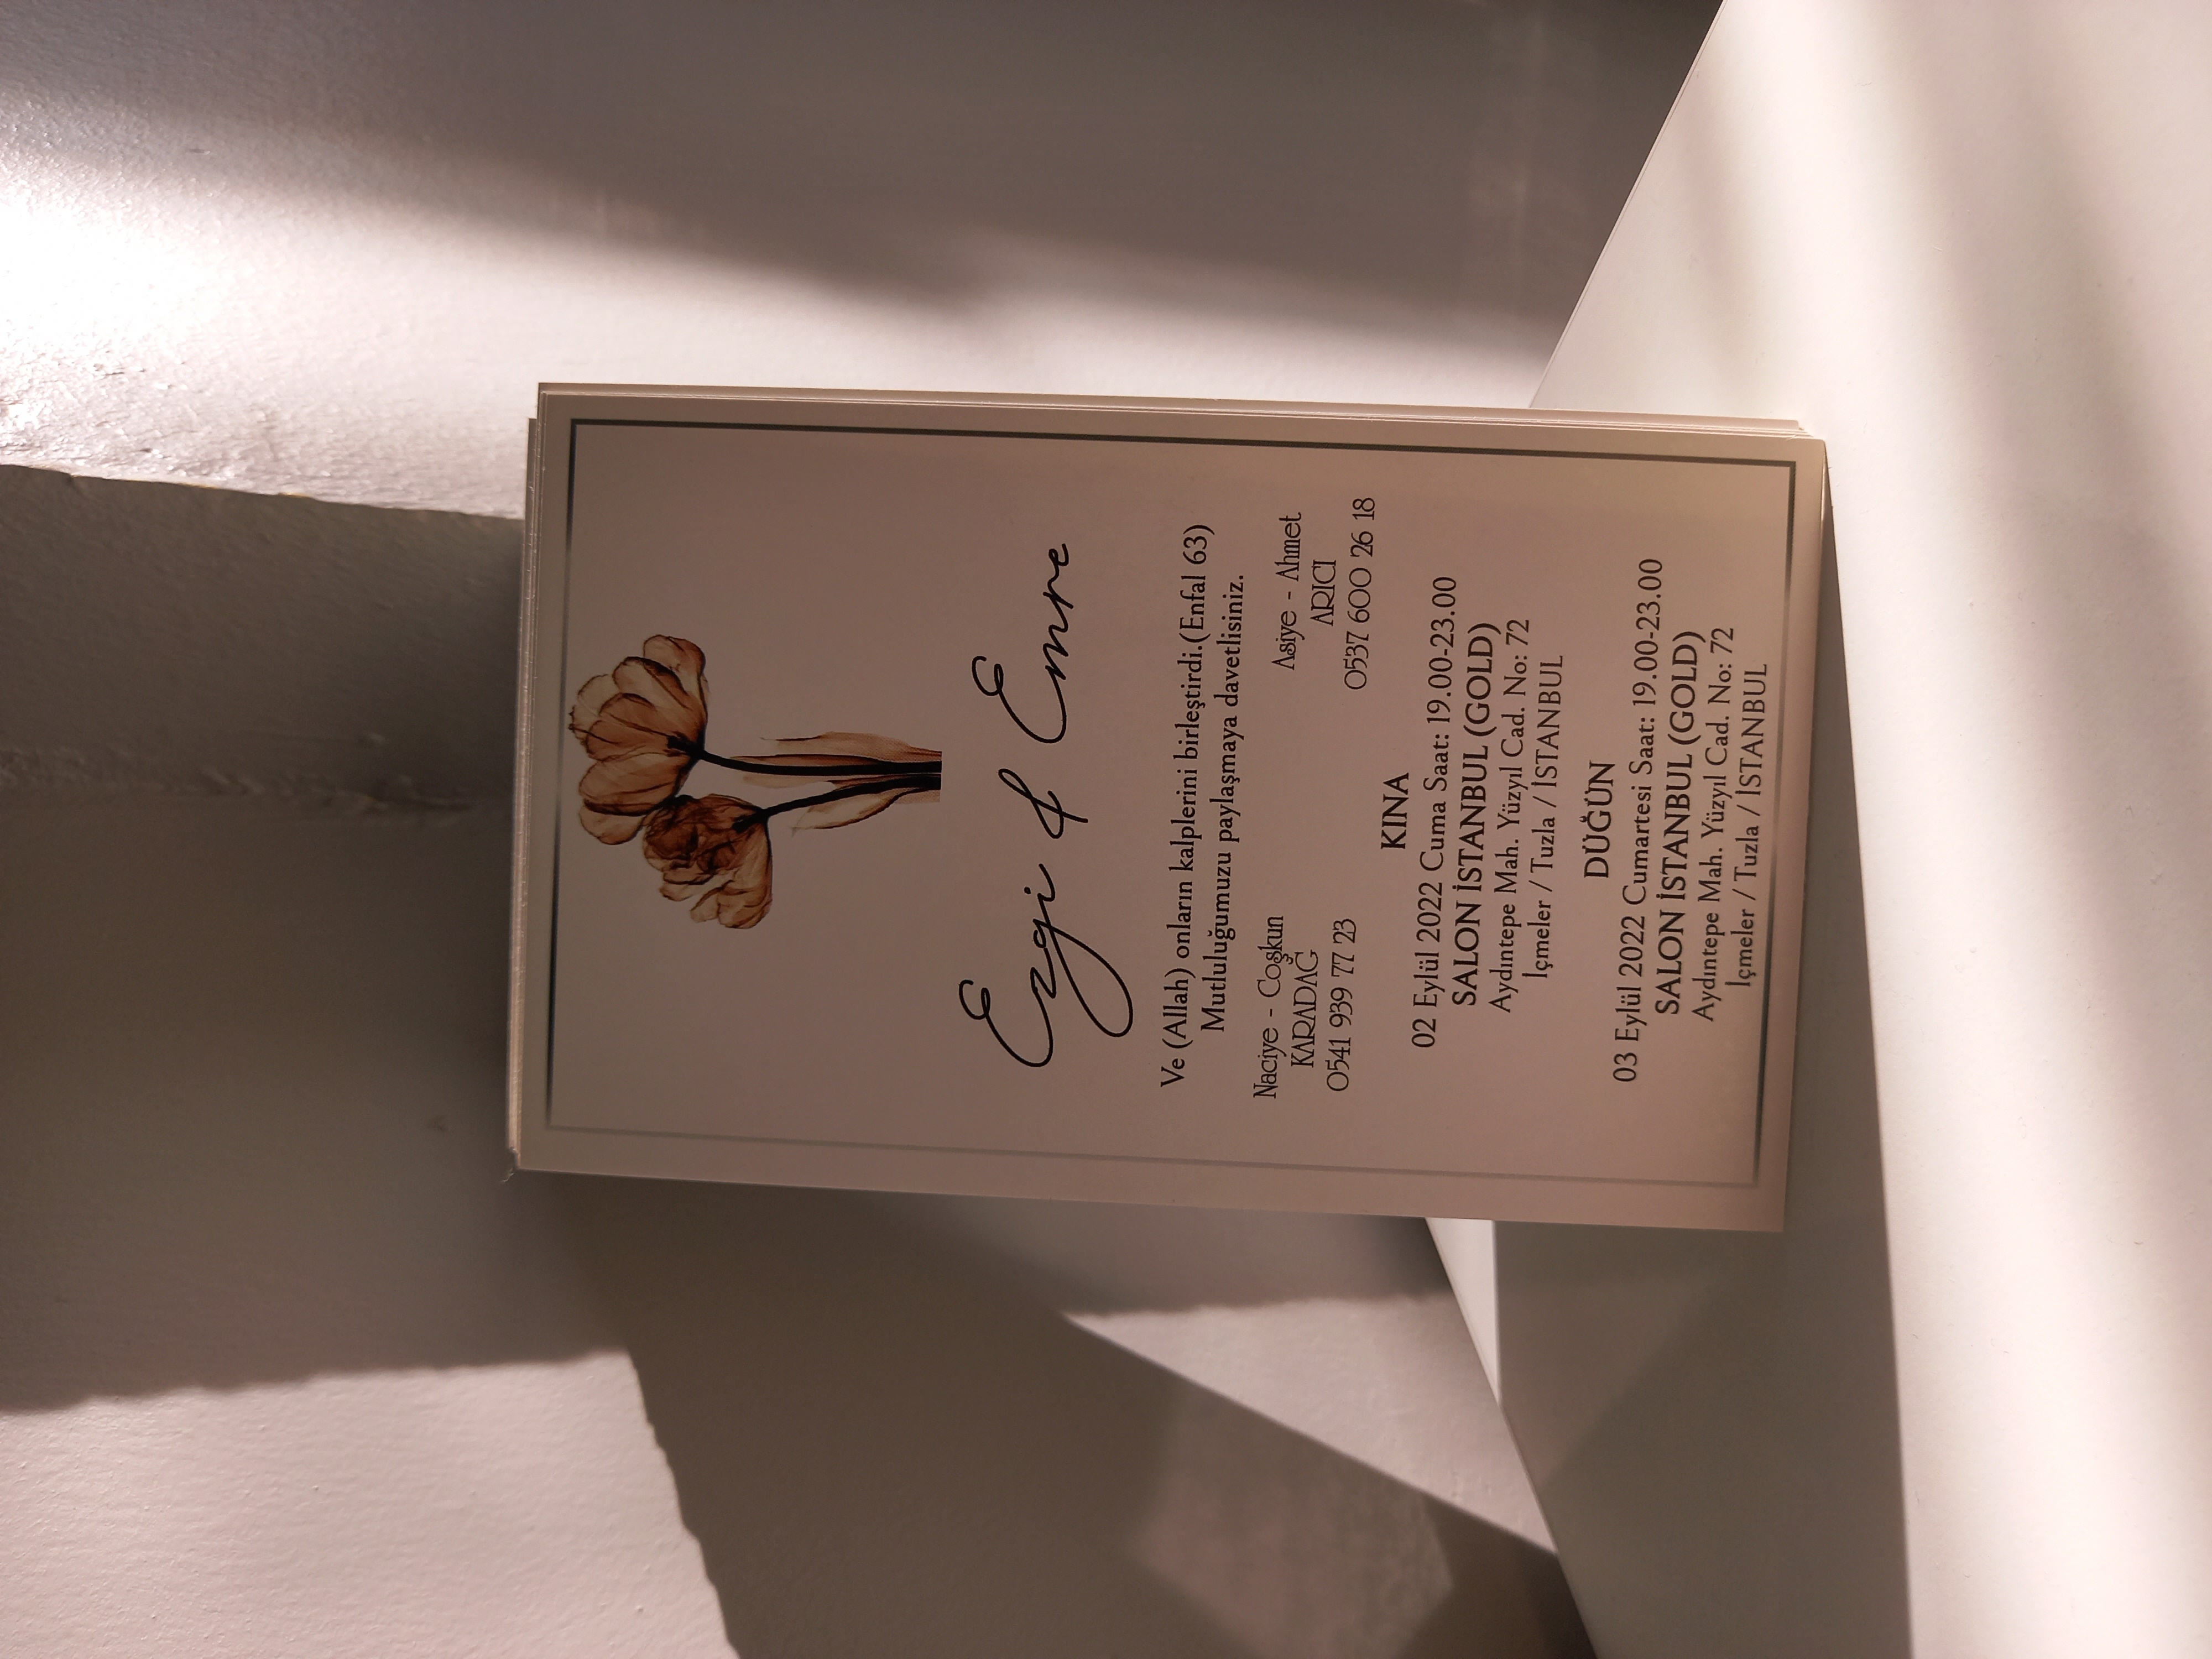 Ezgi & Emre
Ve (Allah) onların kalplerini birleştirdi.(Enfal 63)
Mutluluğumuzu paylaşmaya davetlisiniz.
Naciye - Coşkun
KARADAĞ
0541 939 77 23
Asiye - Ahmet
ARICI
0537 600 26 18
KINA
02 Eylül 2022 Cuma Saat: 19.00-23.00
SALON İSTANBUL (GOLD)
Aydıntepe Mah. Yüzyıl Cad. No: 72
İçmeler / Tuzla / İSTANBUL
DÜĞÜN
03 Eylül 2022 Cumartesi Saat: 19.00-23.00
SALON İSTANBUL (GOLD)
Aydıntepe Mah. Yüzyıl Cad. No: 72
İçmeler / Tuzla / İSTANBUL